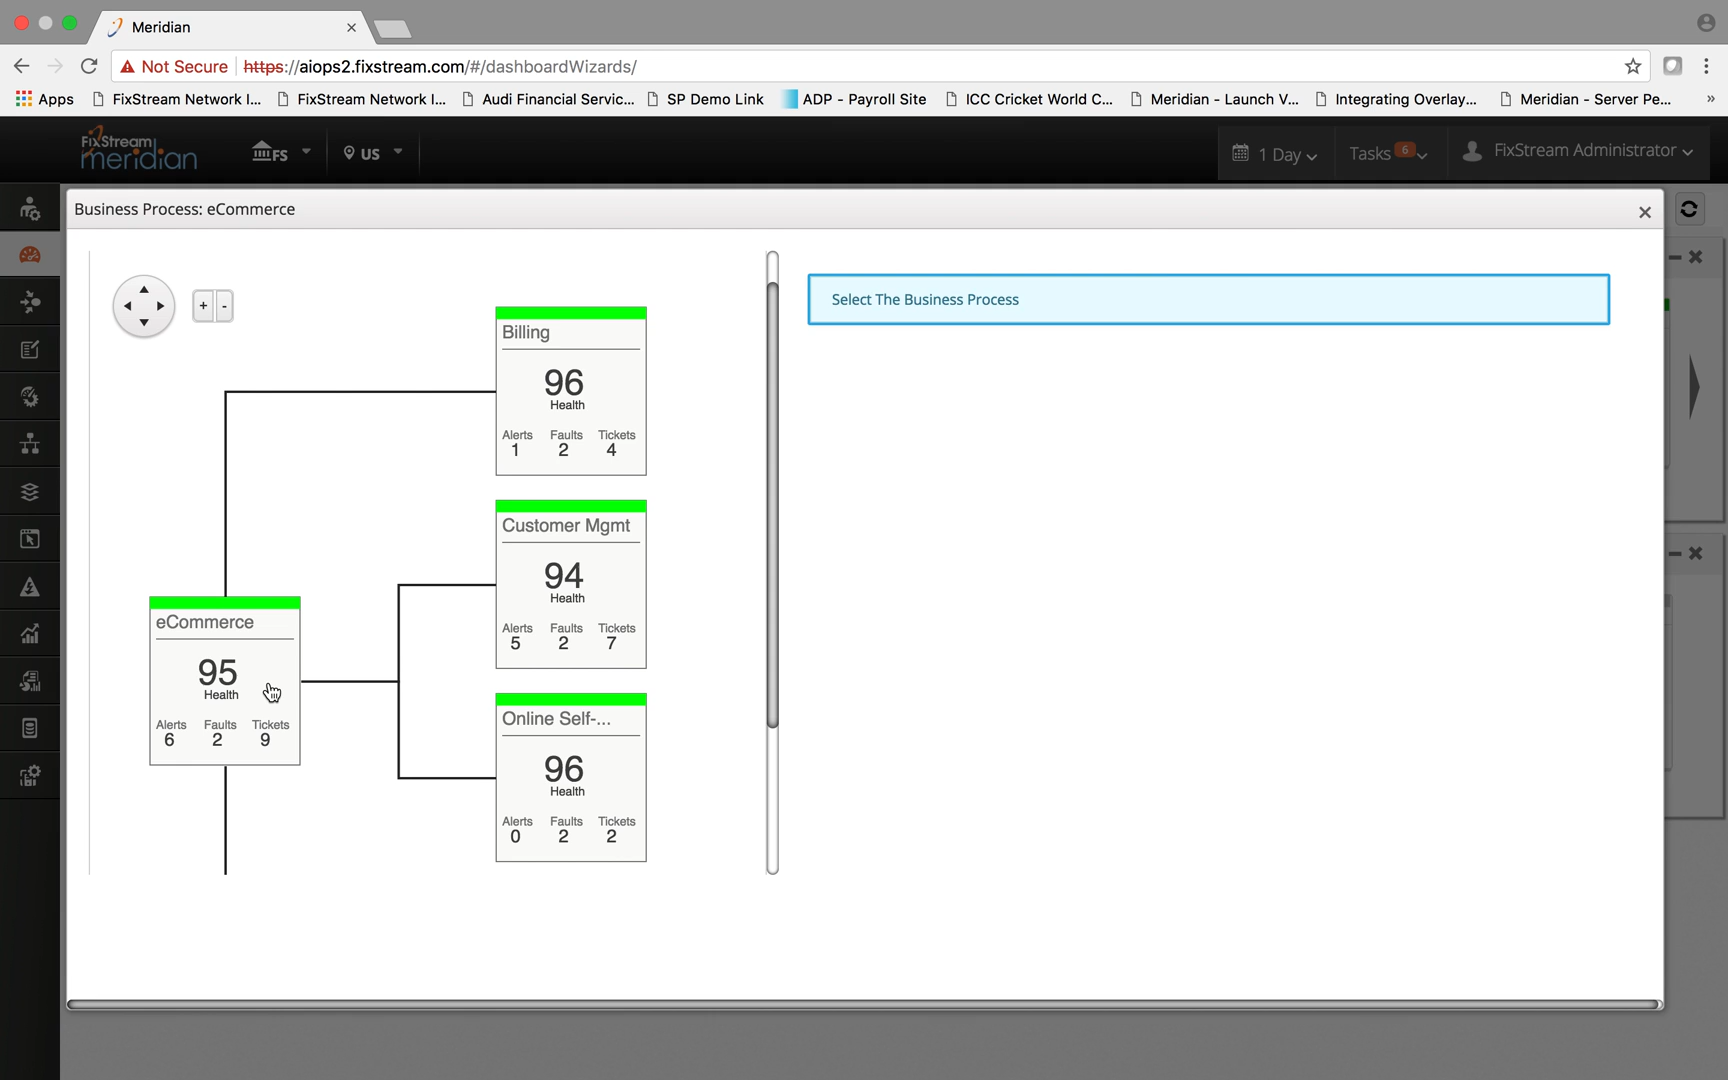 Meridian
Not Secure
https://aiops2.fixstream.com/#/dashboardWizards/
Apps
FixStream Network I...
FixStream Network I...
Audi Financial Servic...
SP Demo Link
ADP - Payroll Site
ICC Cricket World C...
Meridian - Launch V...
Integrating Overlay...
Meridian - Server Pe...
»
FixStream
meridian
FS
US
1 Day
Tasks 6
FixStream Administrator
Business Process: eCommerce
+ -
Select The Business Process
Billing
96
Health
Alerts Faults Tickets
1 2 4
Customer Mgmt
94
Health
Alerts Faults Tickets
5 2 7
eCommerce
95
Health
Alerts Faults Tickets
6 2 9
Online Self-...
96
Health
Alerts Faults Tickets
0 2 2